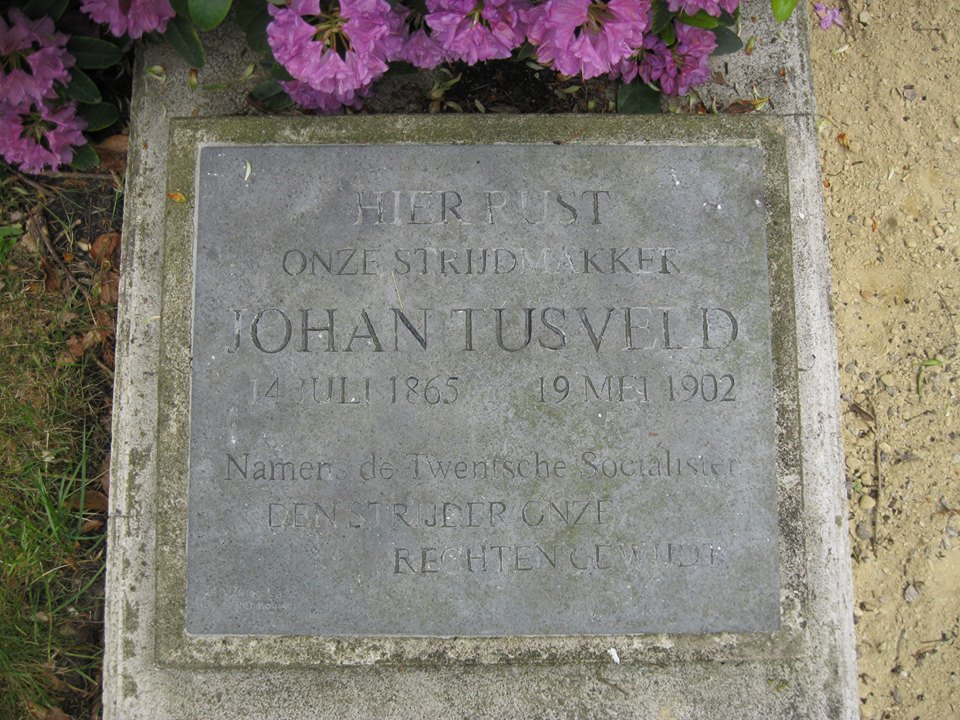 HIER RUST
ONZE STRIJDMAKKER
JOHAN TUSVELD
14 JULI 1865 19 MEI 1902
Namens de Twentsche Socialisten
DEN STRIJDER ONZER
RECHTEN GEWIJDT